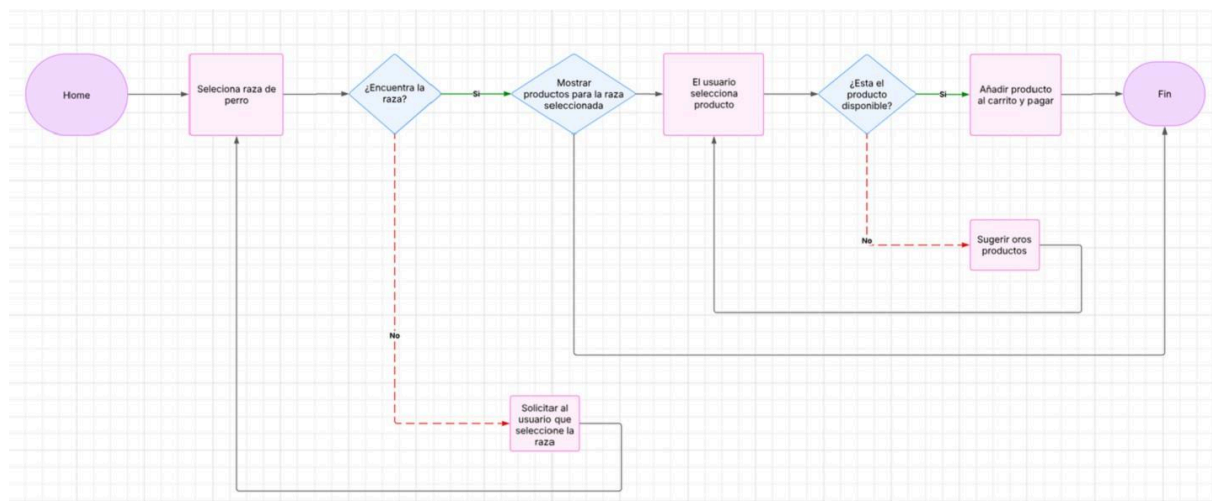 Home
Seleciona raza de
perro
¿Encuentra la
raza?
Si
Mostrar
productos para la raza
seleccionada
El usuario
selecciona
producto
¿Esta el
producto
disponible?
Si
Añadir producto
al carrito y pagar
Fin
No
Sugerir oros
productos
No
Solicitar al
usuario que
seleccione la
raza